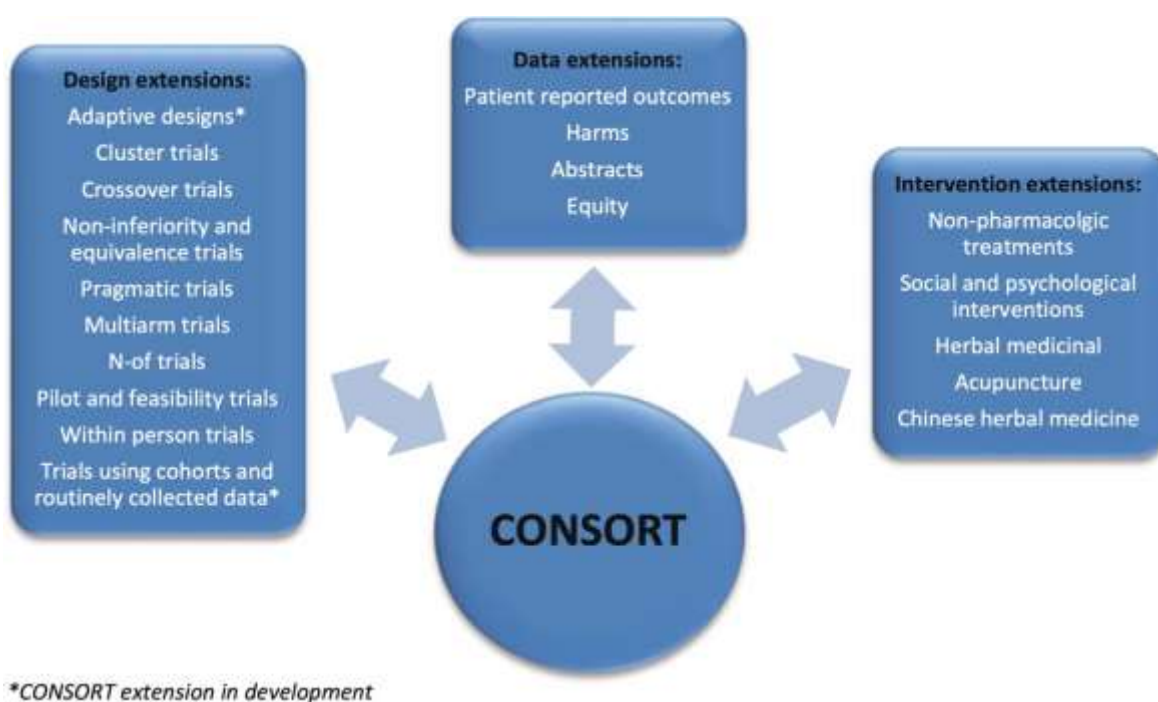 Design extensions:
Adaptive designs*
Cluster trials
Crossover trials
Non-inferiority and
equivalence trials
Pragmatic trials
Multiarm trials
N-of trials
Pilot and feasibility trials
Within person trials
Trials using cohorts and
routinely collected data*
Data extensions:
Patient reported outcomes
Harms
Abstracts
Equity
Intervention extensions:
Non-pharmacolgic
treatments
Social and psychological
interventions
Herbal medicinal
Acupuncture
Chinese herbal medicine
CONSORT
*CONSORT extension in development